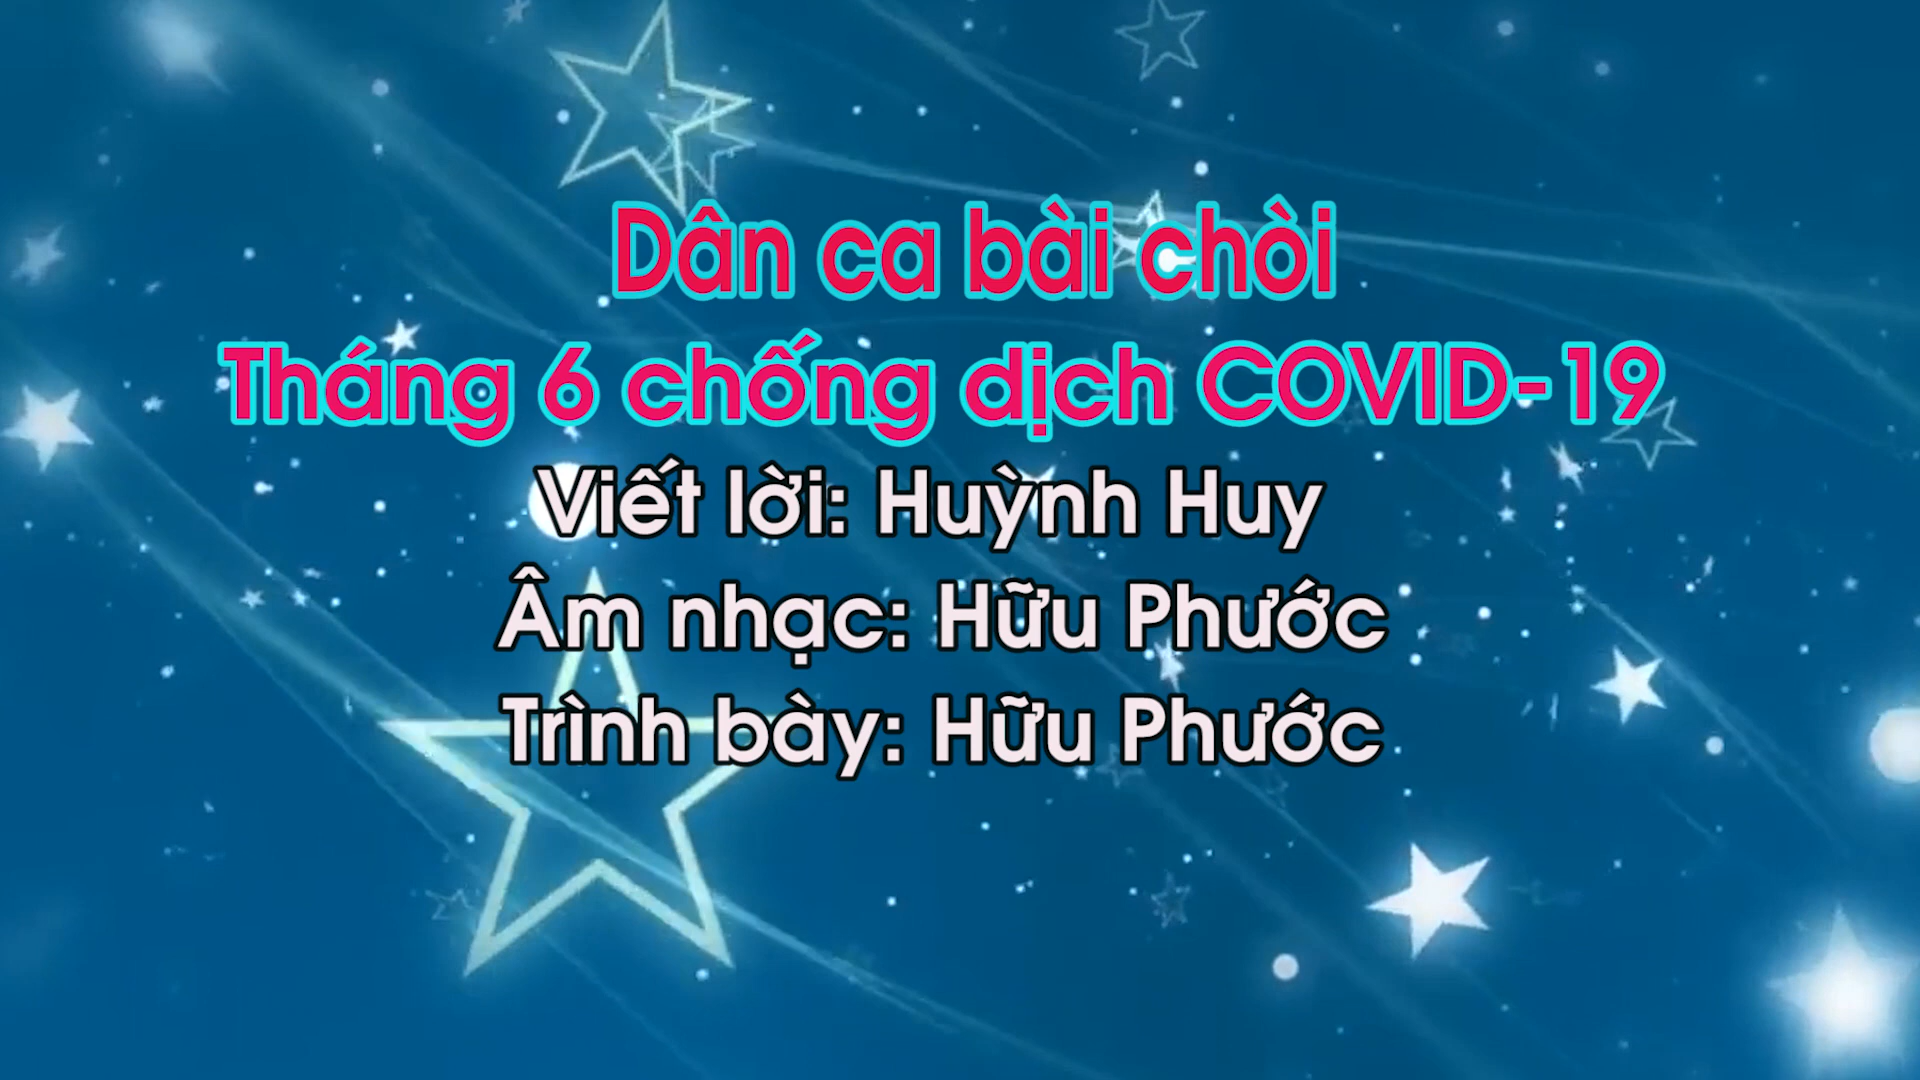 Dân ca bài chòi
Tháng 6 chống dịch COVID-19
Viết lời: Huỳnh Huy
Âm nhạc: Hữu Phước
Trình bày: Hữu Phước